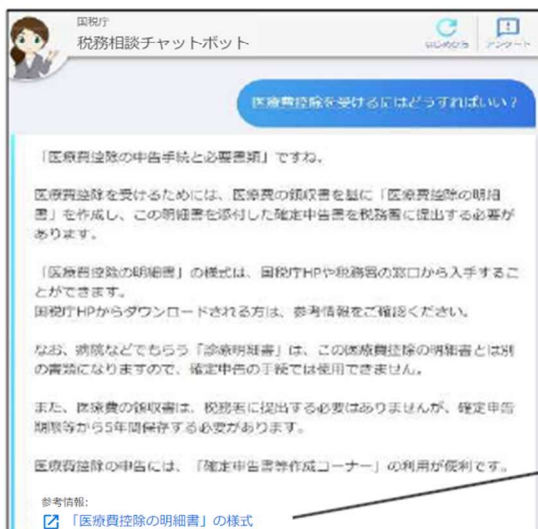 国税庁
税務相談チャットボット
はじめから アンケート
医療費控除を受けるにはどうすればいい？
「医療費控除の申告手続と必要書類」ですね。
医療費控除を受けるためには、医療費の領収書を基に「医療費控除の明細
書」を作成し、この明細書を添付した確定申告書を税務署に提出する必要が
あります。
「医療費控除の明細書」の様式は、国税庁HPや税務署の窓口から入手するこ
とができます。
国税庁HPからダウンロードされる方は、参考情報をご確認ください。
なお、病院などでもらう「診療明細書」は、この医療費控除の明細書とは別
の書類になりますので、確定申告の手続では使用できません。
また、医療費の領収書は、税務署に提出する必要はありませんが、確定申告
期限等から5年間保存する必要があります。
医療費控除の申告には、「確定申告書等作成コーナー」の利用が便利です。
参考情報:
「医療費控除の明細書」の様式